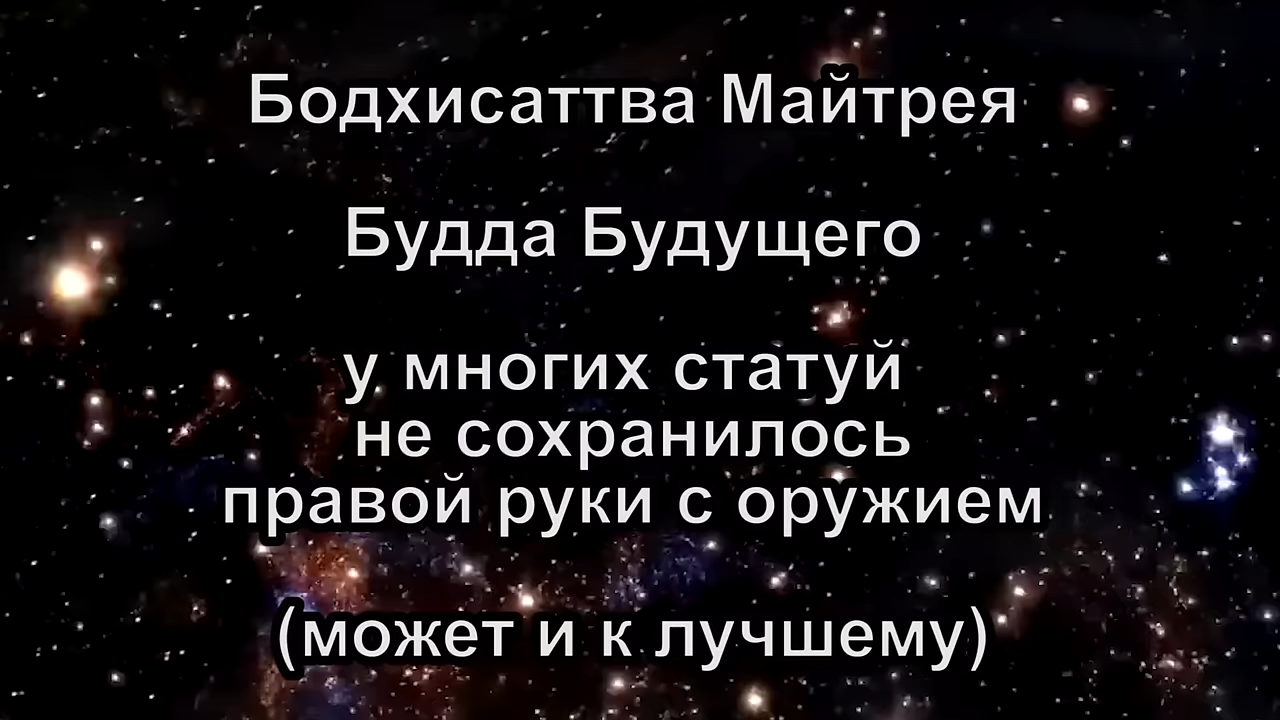 Бодхисаттва Майтрея
Будда Будущего
у многих статуй
не сохранилось
правой руки с оружием
(может и к лучшему)